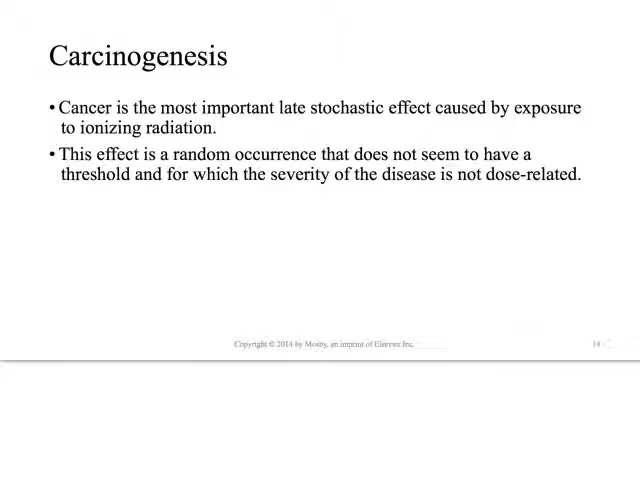 Carcinogenesis
• Cancer is the most important late stochastic effect caused by exposure
to ionizing radiation.
• This effect is a random occurrence that does not seem to have a
threshold and for which the severity of the disease is not dose-related.
Copyright © 2014 by Mosby, an imprint of Elsevier Inc.